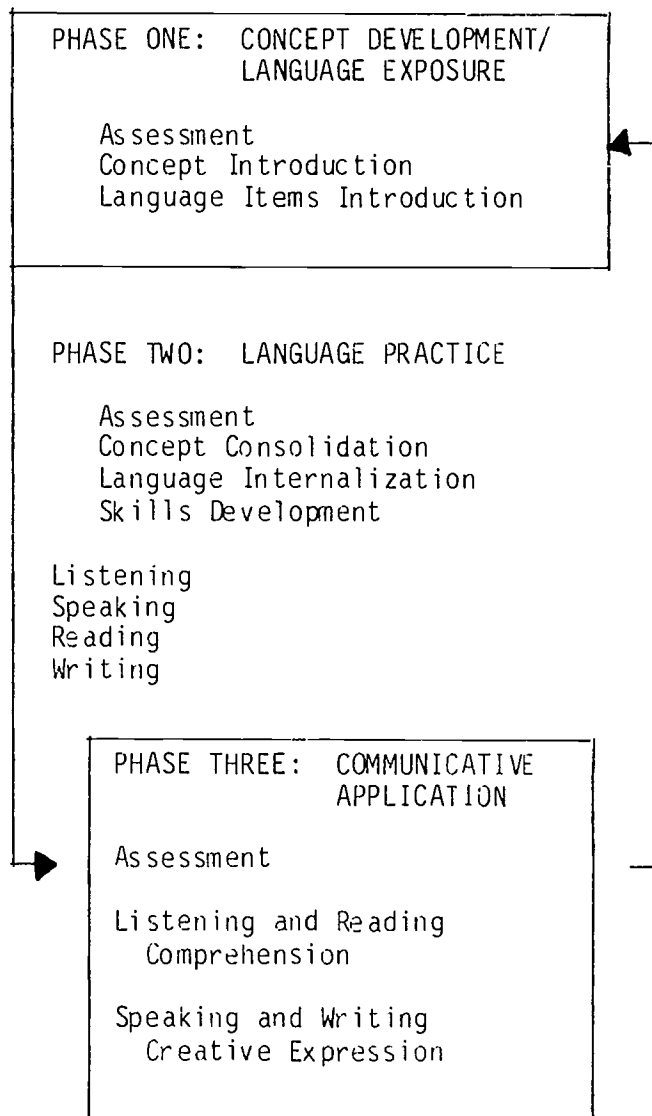 PHASE ONE: CONCEPT DEVELOPMENT/
LANGUAGE EXPOSURE
Assessment
Concept Introduction
Language Items Introduction
PHASE TWO: LANGUAGE PRACTICE
Assessment
Concept Consolidation
Language Internalization
Skills Development
Listening
Speaking
Reading
Writing
PHASE THREE: COMMUNICATIVE
APPLICATION
Assessment
Listening and Reading
Comprehension
Speaking and Writing
Creative Expression